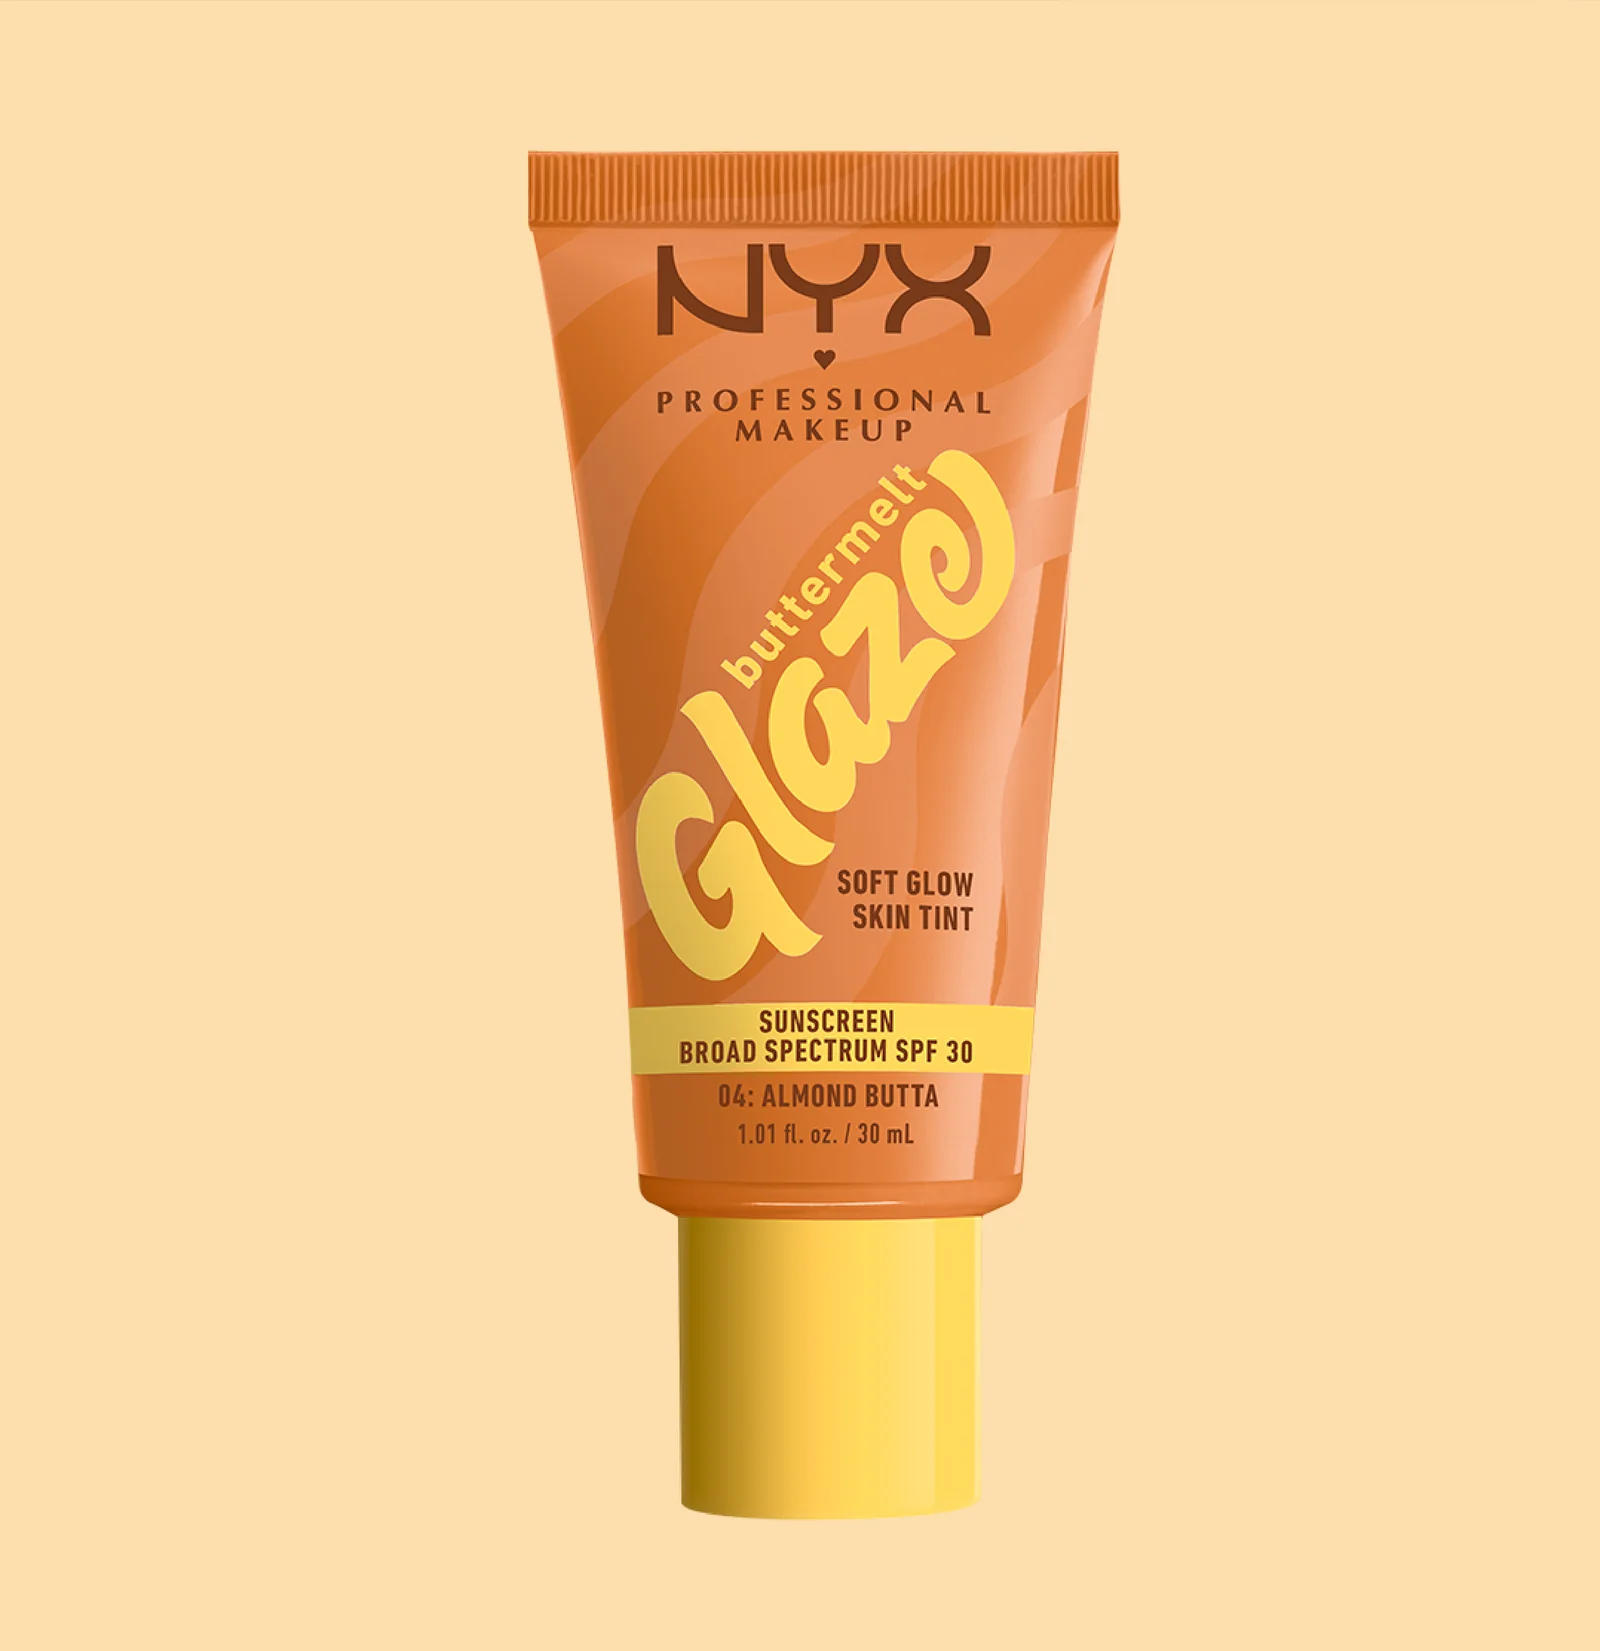 NYX
PROFESSIONAL
MAKEUP
buttermelt
Glaze
SOFT GLOW
SKIN TINT
SUNSCREEN
BROAD SPECTRUM SPF 30
04: ALMOND BUTTA
1.01 fl. oz. / 30 mL